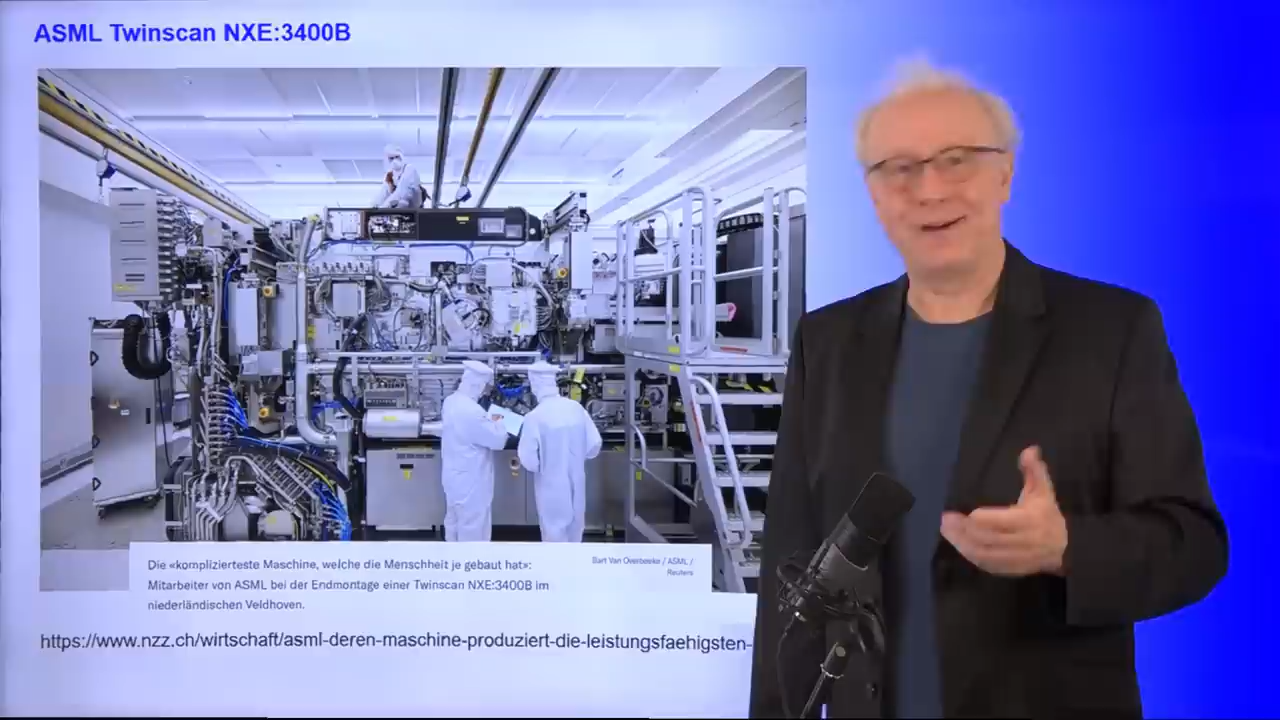 ASML Twinscan NXE:3400B
Die «komplizierteste Maschine, welche die Menschheit je gebaut hat»:
Mitarbeiter von ASML bei der Endmontage einer Twinscan NXE:3400B im
niederländischen Veldhoven.
Bart Van Overbeeke / ASML /
Reuters
https://www.nzz.ch/wirtschaft/asml-deren-maschine-produziert-die-leistungsfaehigsten-